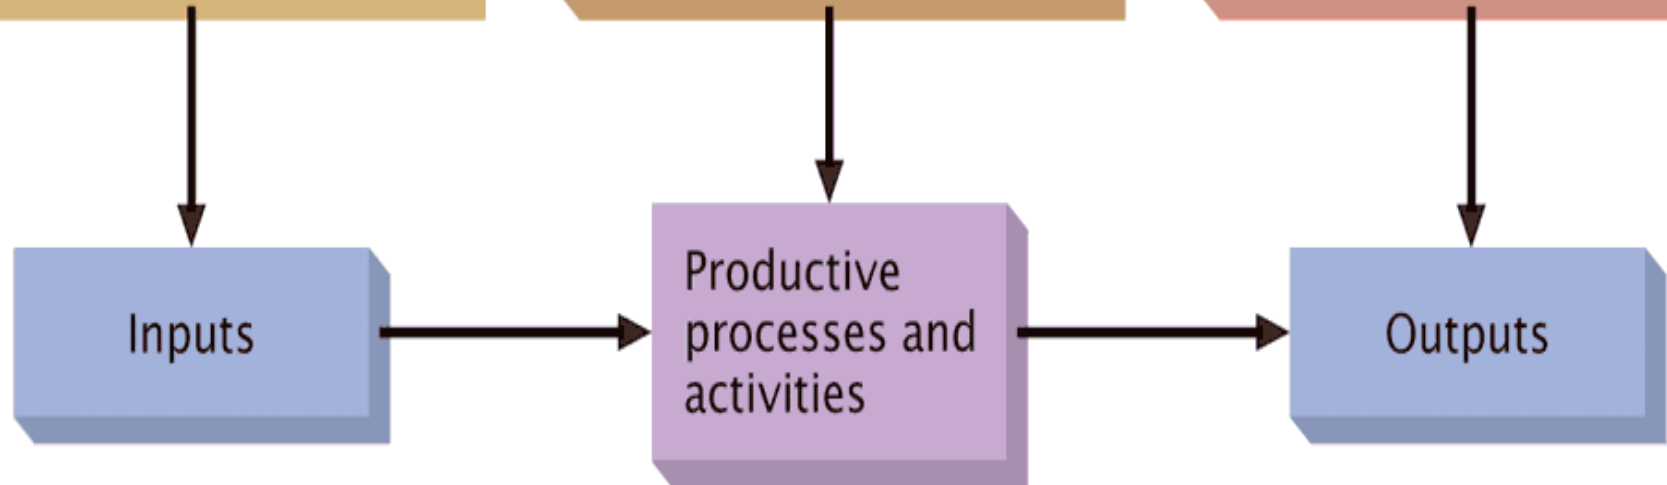 Inputs
Productive
processes and
activities
Outputs